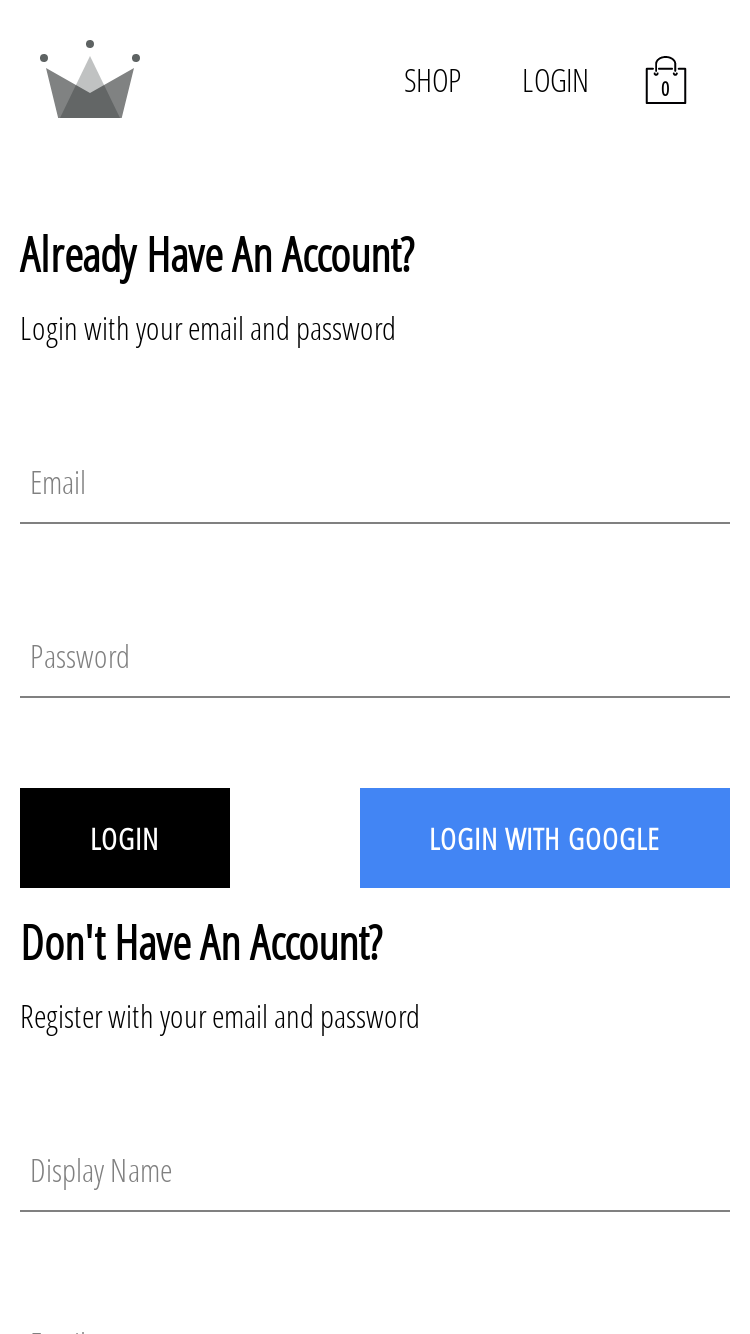 SHOP LOGIN 0
Already Have An Account?
Login with your email and password
Email
Password
LOGIN LOGIN WITH GOOGLE
Don't Have An Account?
Register with your email and password
Display Name